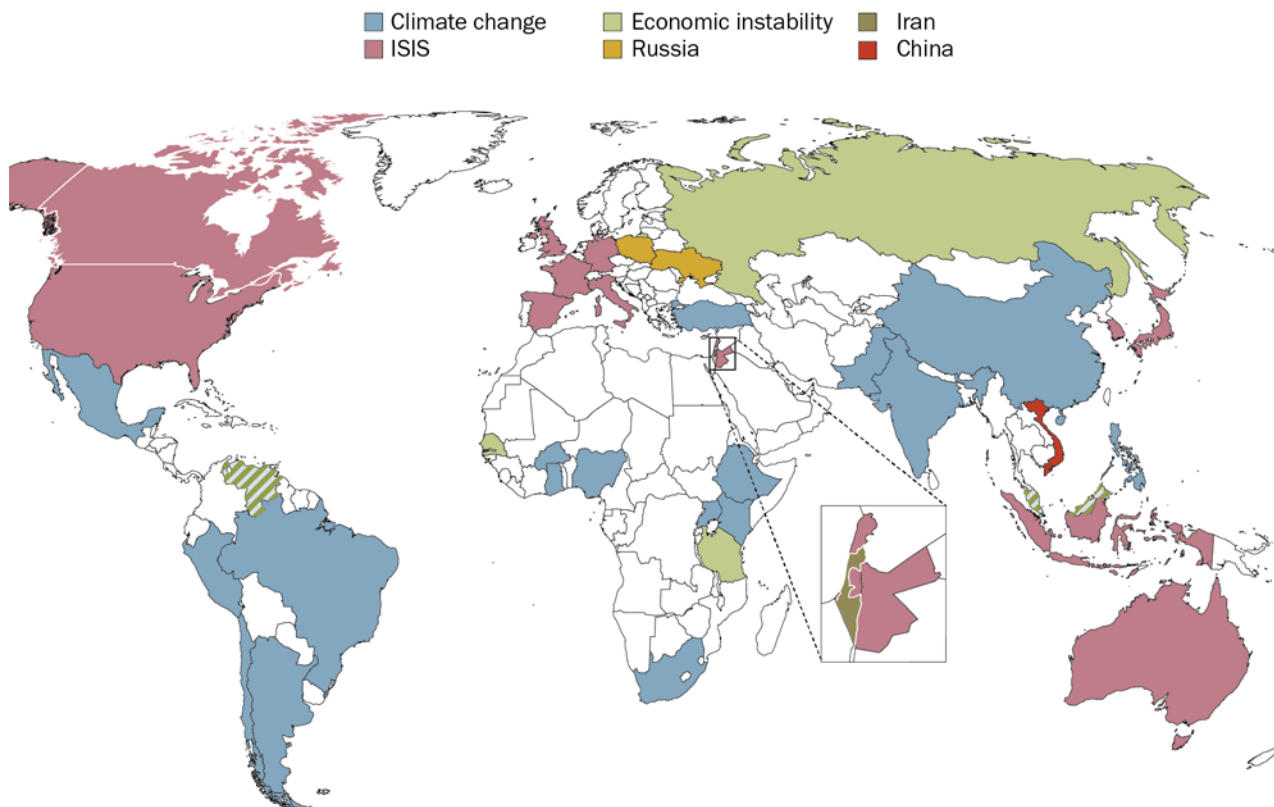 Climate change
Economic instability
Iran
ISIS
Russia
China